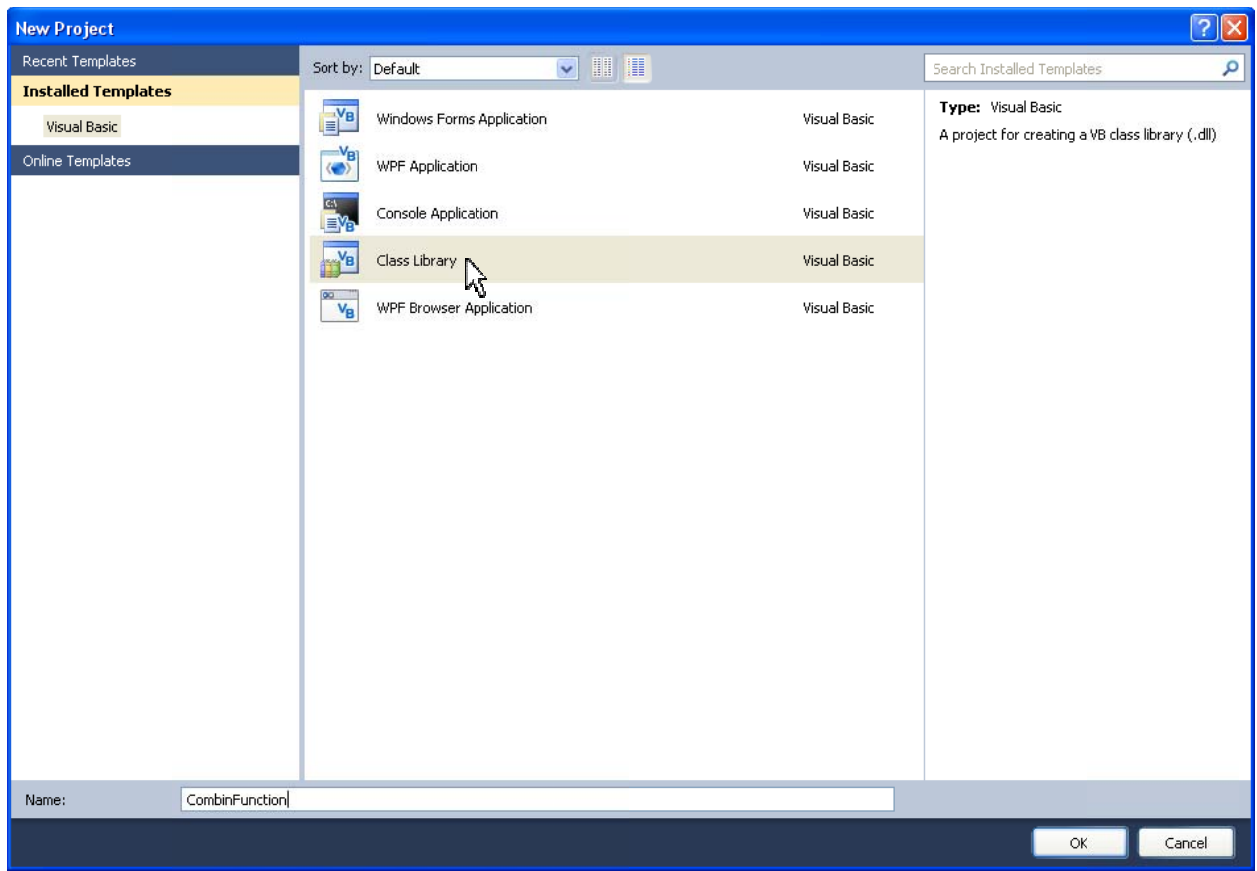 New Project
Recent Templates
Installed Templates
Visual Basic
Online Templates
Sort by: Default
Search Installed Templates
Windows Forms Application Visual Basic
WPF Application Visual Basic
Console Application Visual Basic
Class Library Visual Basic
WPF Browser Application Visual Basic
Type: Visual Basic
A project for creating a VB class library (.dll)
Name: CombinFunction
OK Cancel